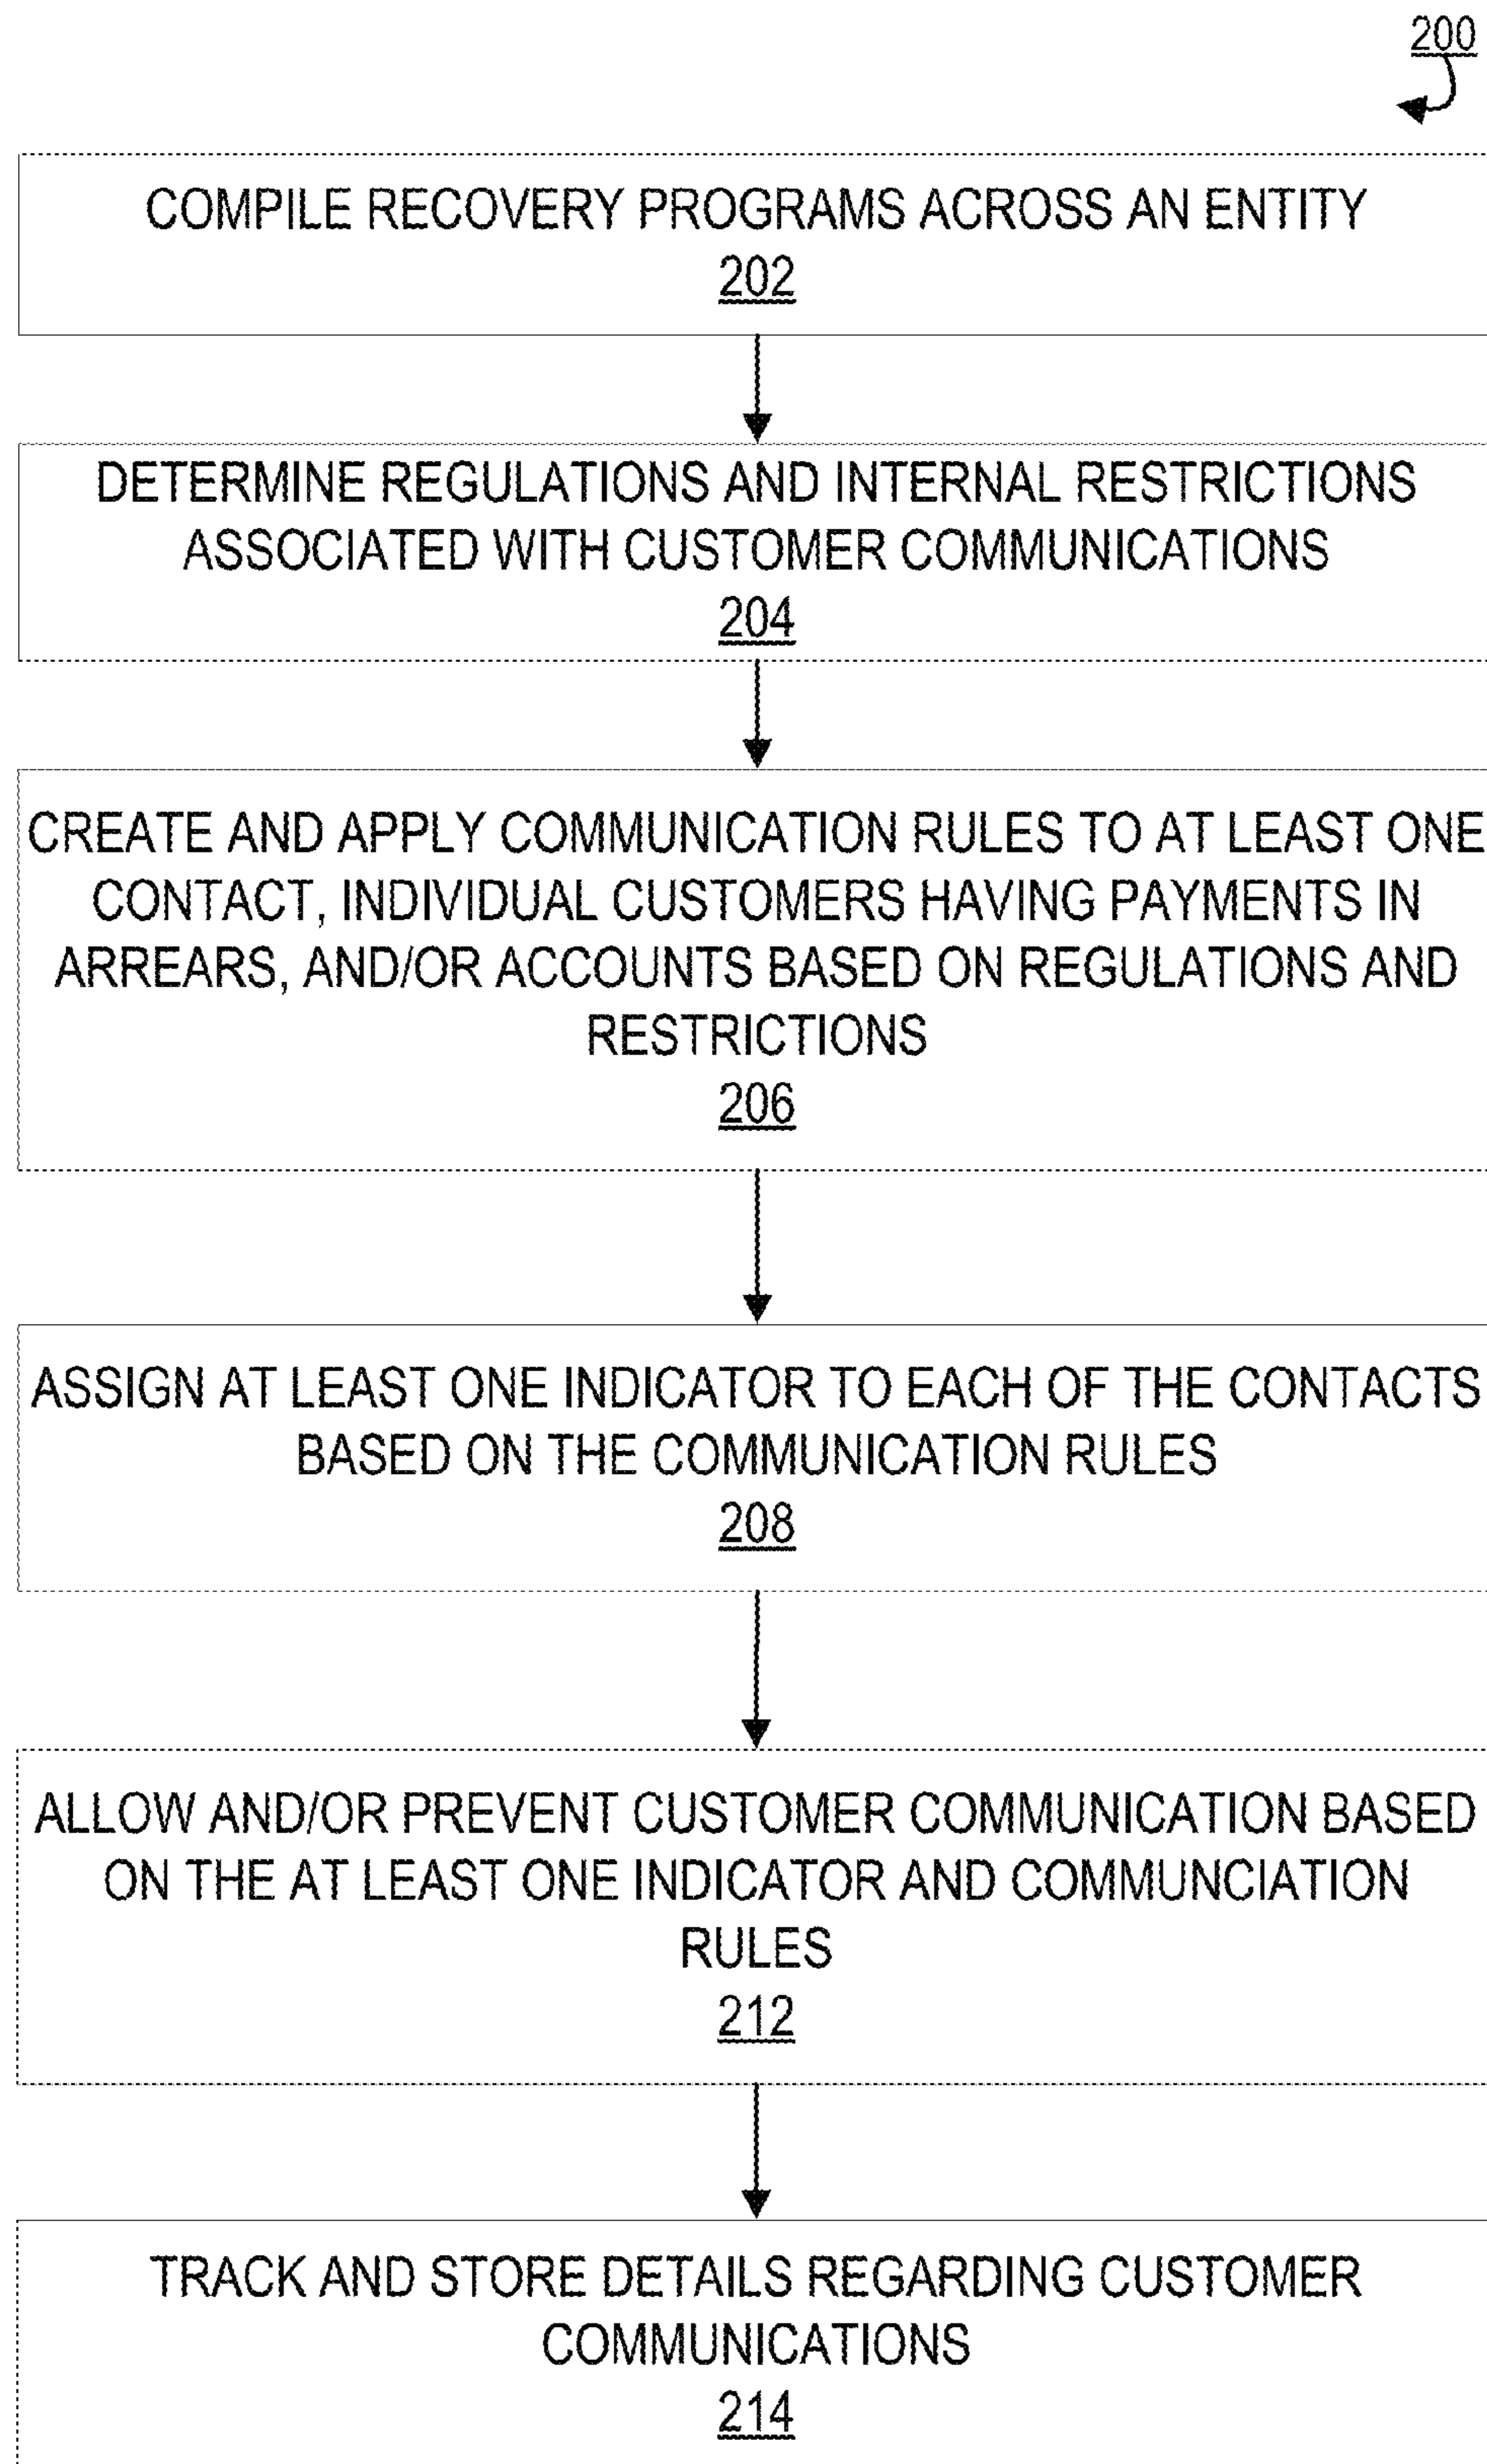 200
COMPILE RECOVERY PROGRAMS ACROSS AN ENTITY
202
DETERMINE REGULATIONS AND INTERNAL RESTRICTIONS
ASSOCIATED WITH CUSTOMER COMMUNICATIONS
204
CREATE AND APPLY COMMUNICATION RULES TO AT LEAST ONE
CONTACT, INDIVIDUAL CUSTOMERS HAVING PAYMENTS IN
ARREARS, AND/OR ACCOUNTS BASED ON REGULATIONS AND
RESTRICTIONS
206
ASSIGN AT LEAST ONE INDICATOR TO EACH OF THE CONTACTS
BASED ON THE COMMUNICATION RULES
208
ALLOW AND/OR PREVENT CUSTOMER COMMUNICATION BASED
ON THE AT LEAST ONE INDICATOR AND COMMUNCIATION
RULES
212
TRACK AND STORE DETAILS REGARDING CUSTOMER
COMMUNICATIONS
214